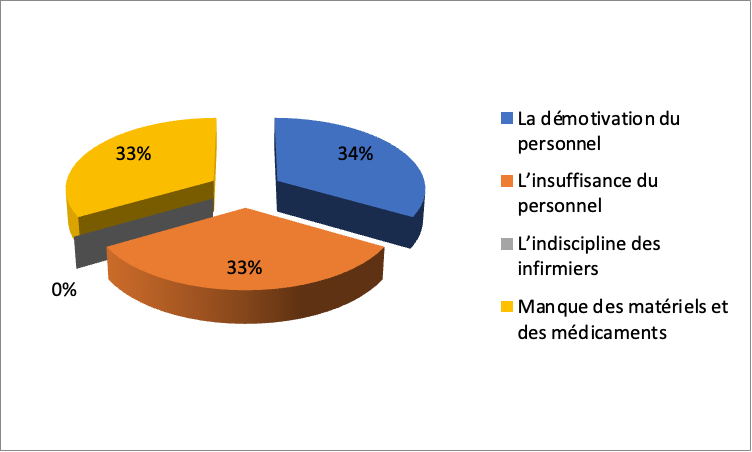 33%
34%
33%
0%
La démotivation du
personnel
L’insuffisance du
personnel
L’indiscipline des
infirmiers
Manque des matériels et
des médicaments